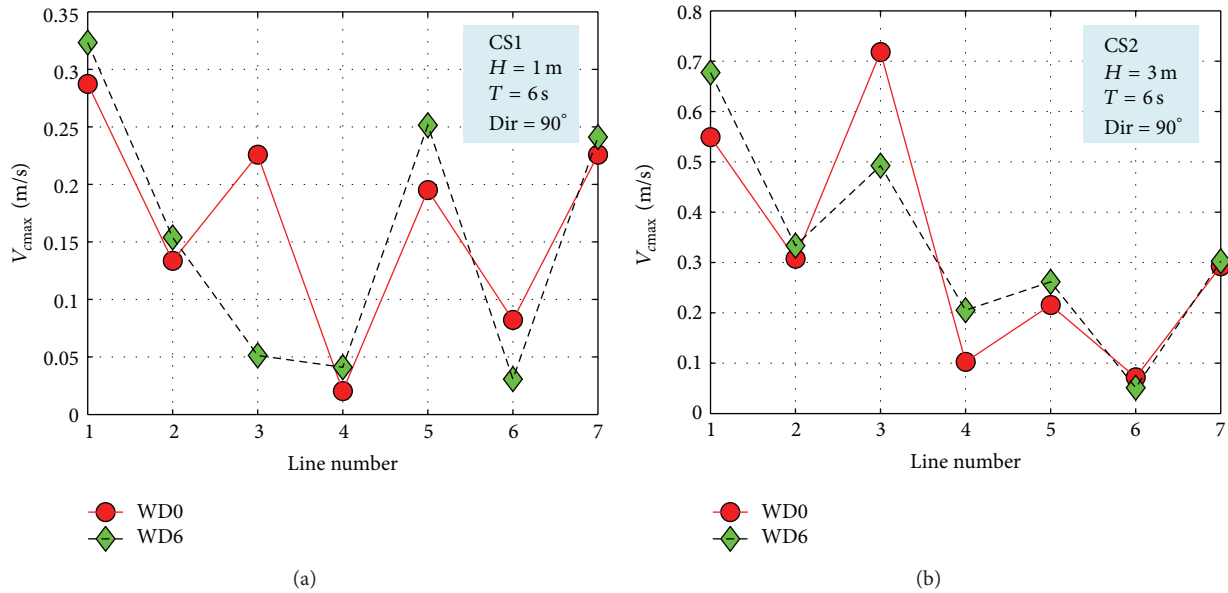 0.35
0.3
0.25
0.2
0.15
0.1
0.05
0
V_cmax (m/s)
CS1
H = 1 m
T = 6 s
Dir = 90°
1 2 3 4 5 6 7
Line number
WD0
WD6
(a)
0.8
0.7
0.6
0.5
0.4
0.3
0.2
0.1
0
V_cmax (m/s)
CS2
H = 3 m
T = 6 s
Dir = 90°
1 2 3 4 5 6 7
Line number
WD0
WD6
(b)